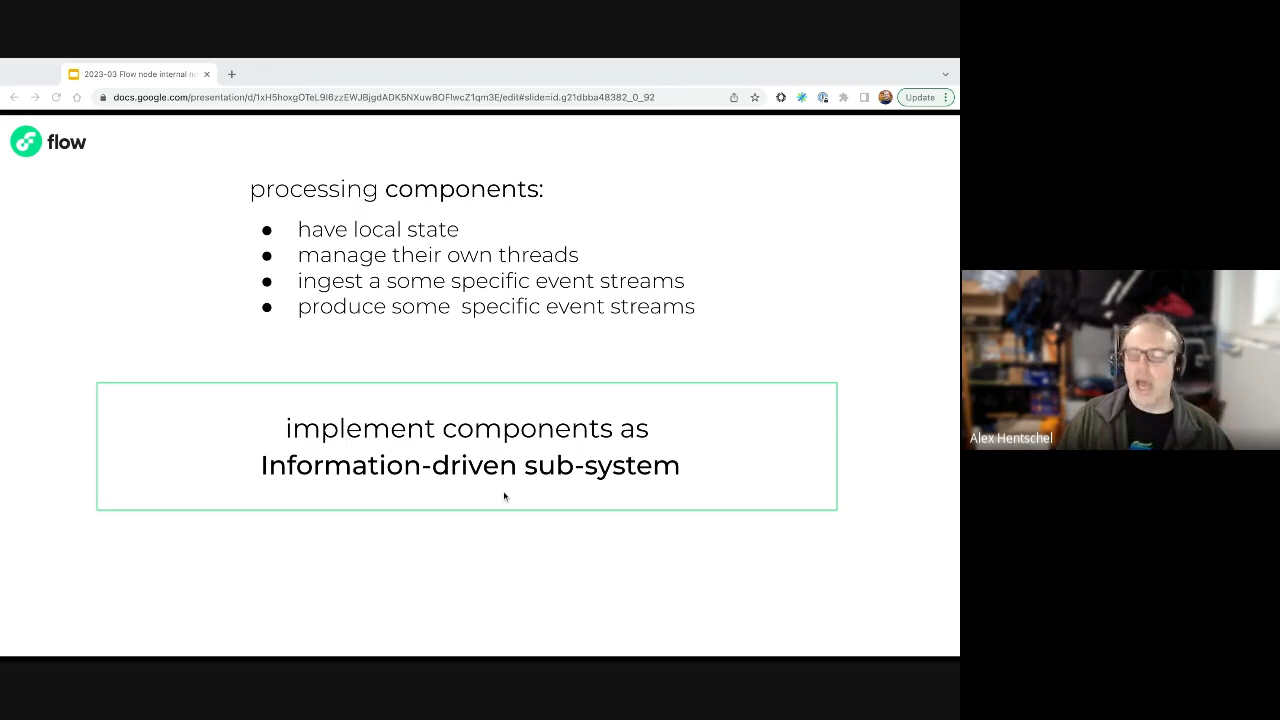 2023-03 Flow node internal no
docs.google.com/presentation/d/1xH5hoxgOTeL9I6zzEWJBjgdADK5NXuwBOFlwcZ1qm3E/edit#slide=id.g21dbba48382_0_92
Update
flow
processing components:
● have local state
● manage their own threads
● ingest a some specific event streams
● produce some specific event streams
implement components as
Information-driven sub-system
Alex Hentschel